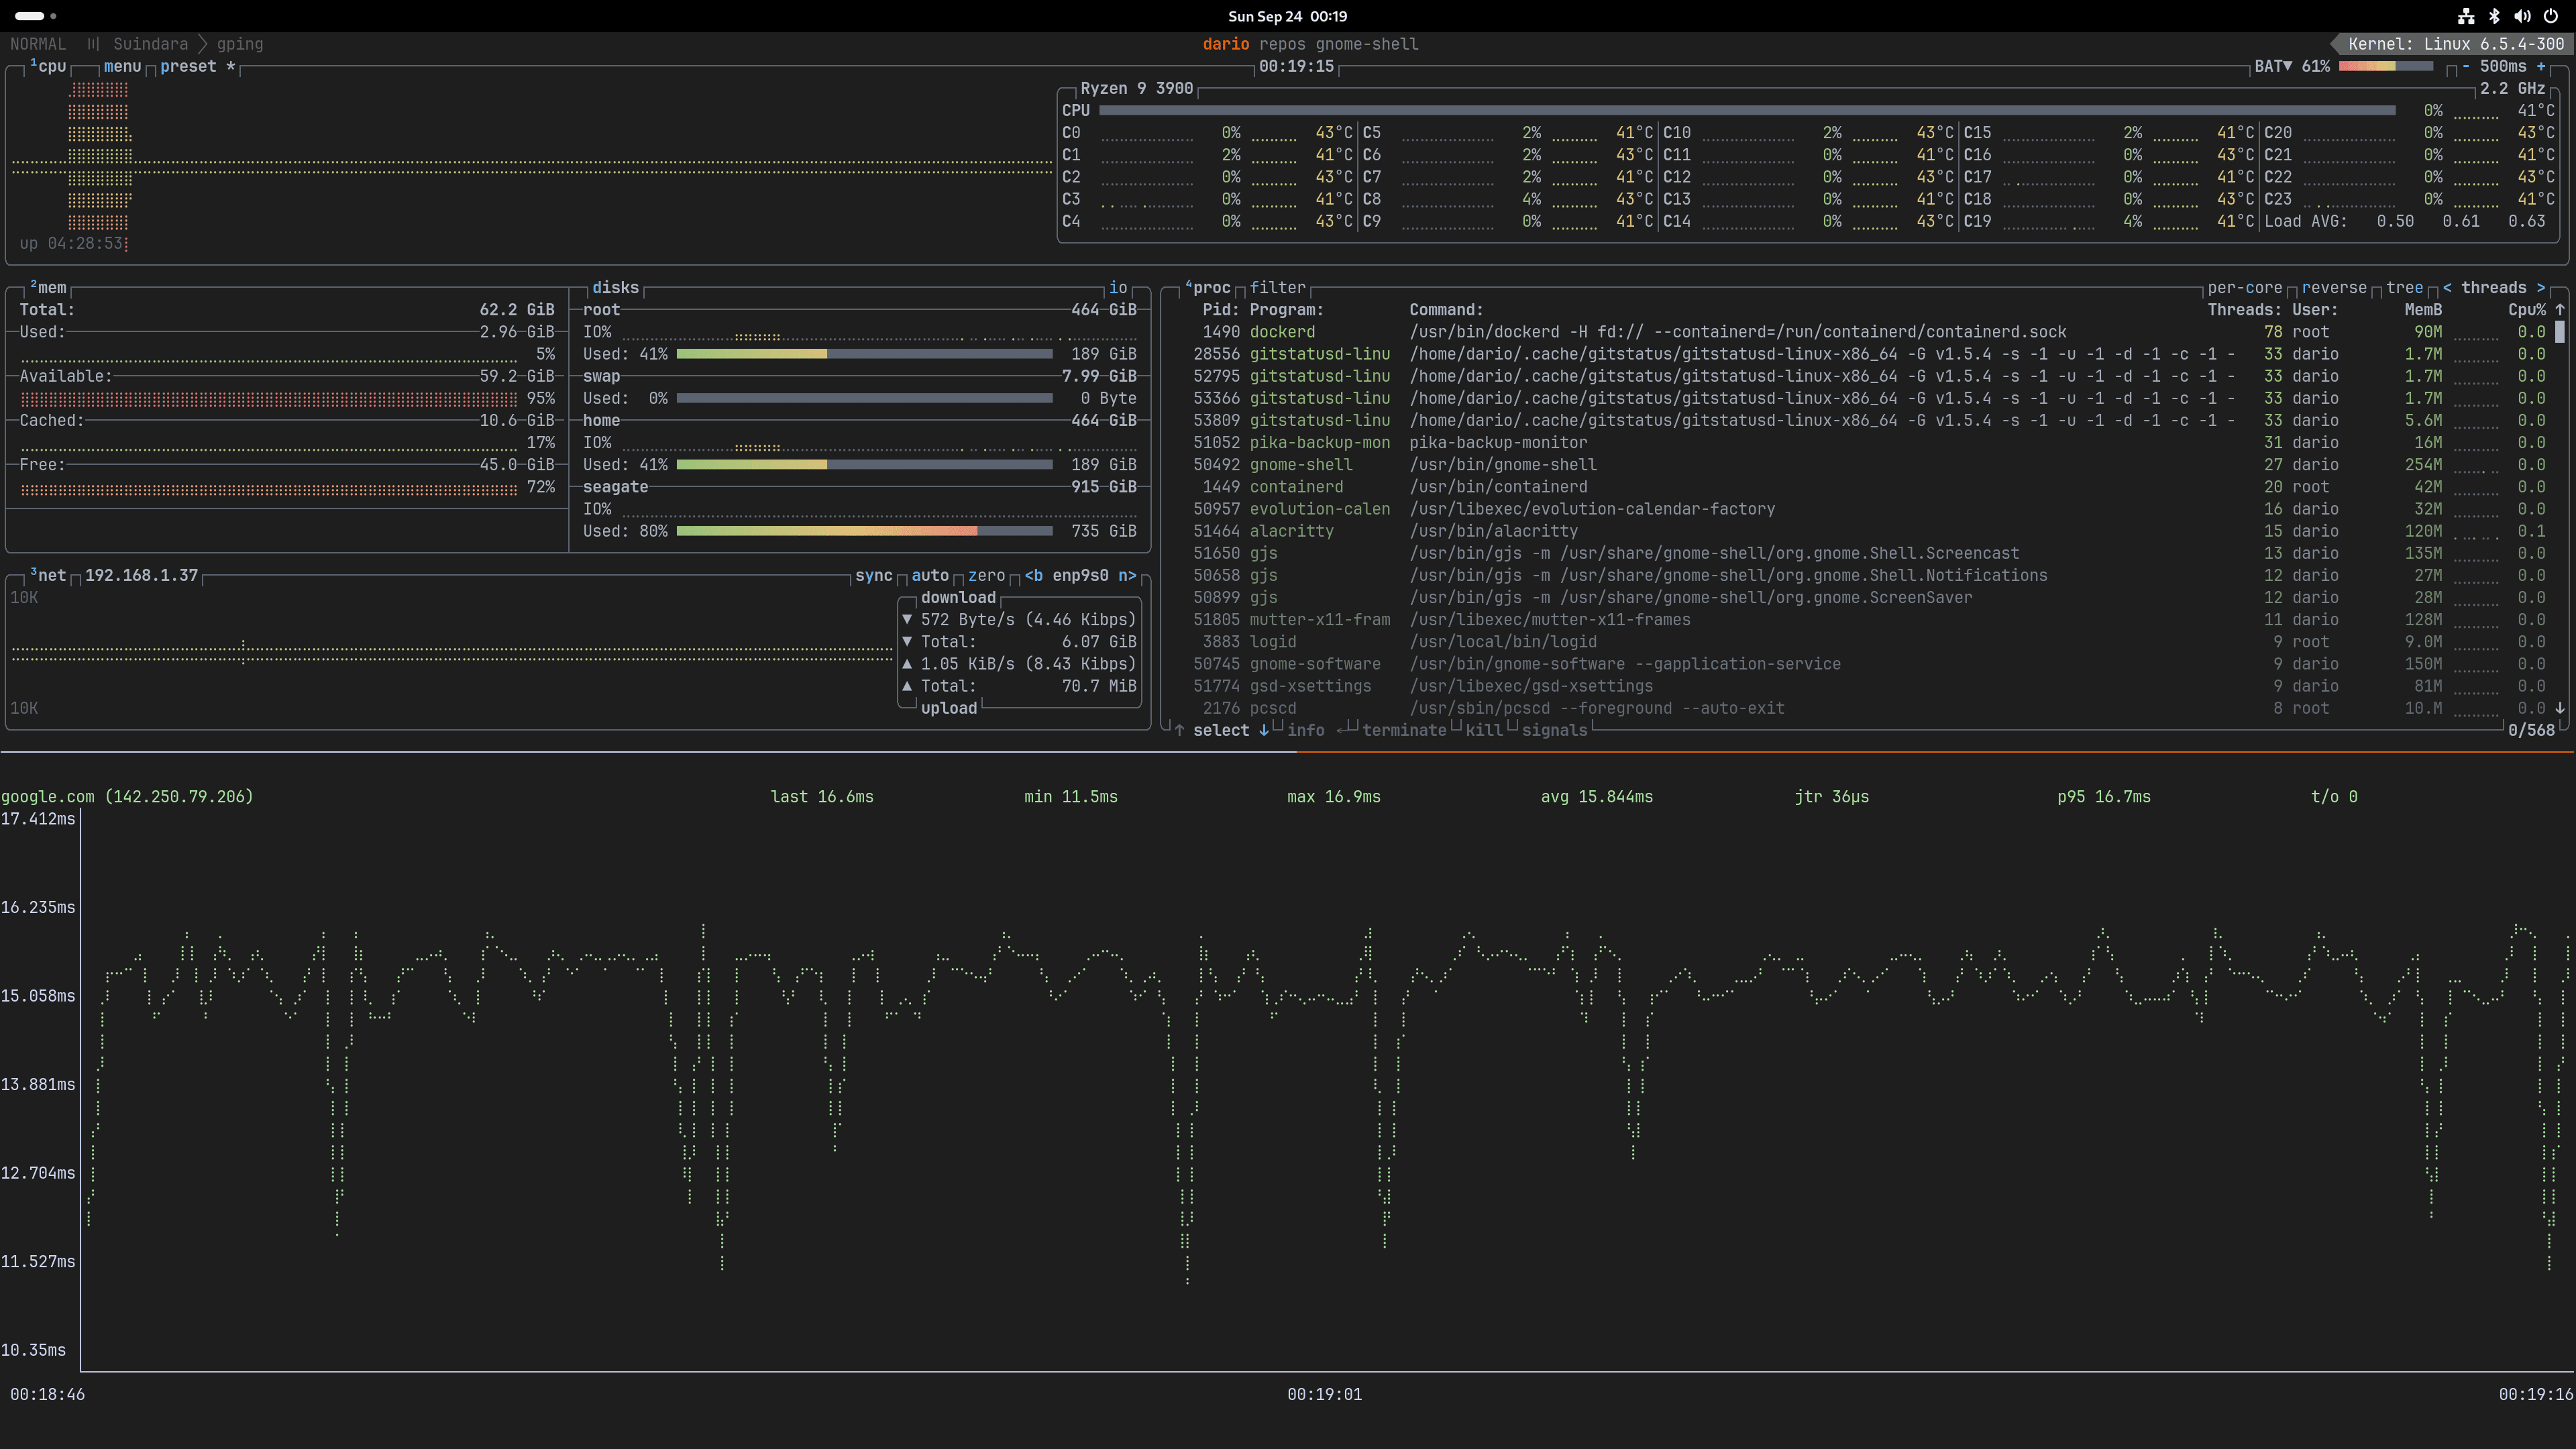 Sun Sep 24 00:19
NORMAL Suindara gping dario repos gnome-shell Kernel: Linux 6.5.4-300
¹cpu menu preset * 00:19:15 BAT▼ 61% - 500ms +
Ryzen 9 3900 2.2 GHz
CPU 0% 41°C
C0 0% 43°C C5 2% 41°C C10 2% 43°C C15 2% 41°C C20 0% 43°C
C1 2% 41°C C6 2% 43°C C11 0% 41°C C16 0% 43°C C21 0% 41°C
C2 0% 43°C C7 2% 41°C C12 0% 43°C C17 0% 41°C C22 0% 43°C
C3 0% 41°C C8 4% 43°C C13 0% 41°C C18 0% 43°C C23 0% 41°C
C4 0% 43°C C9 0% 41°C C14 0% 43°C C19 4% 41°C Load AVG: 0.50 0.61 0.63
up 04:28:53
²mem
Total: 62.2 GiB
Used: 2.96 GiB
5%
Available: 59.2 GiB
95%
Cached: 10.6 GiB
17%
Free: 45.0 GiB
72%
disks io
root 464 GiB
IO%
Used: 41% 189 GiB
swap 7.99 GiB
Used: 0% 0 Byte
home 464 GiB
IO%
Used: 41% 189 GiB
seagate 915 GiB
IO%
Used: 80% 735 GiB
³net 192.168.1.37 sync auto zero <b enp9s0 n>
10K
download
▼ 572 Byte/s (4.46 Kibps)
▼ Total: 6.07 GiB
▲ 1.05 KiB/s (8.43 Kibps)
▲ Total: 70.7 MiB
upload
10K
⁴proc filter per-core reverse tree < threads >
Pid: Program: Command: Threads: User: MemB Cpu% ↑
1490 dockerd /usr/bin/dockerd -H fd:// --containerd=/run/containerd/containerd.sock 78 root 90M 0.0
28556 gitstatusd-linu /home/dario/.cache/gitstatus/gitstatusd-linux-x86_64 -G v1.5.4 -s -1 -u -1 -d -1 -c -1 - 33 dario 1.7M 0.0
52795 gitstatusd-linu /home/dario/.cache/gitstatus/gitstatusd-linux-x86_64 -G v1.5.4 -s -1 -u -1 -d -1 -c -1 - 33 dario 1.7M 0.0
53366 gitstatusd-linu /home/dario/.cache/gitstatus/gitstatusd-linux-x86_64 -G v1.5.4 -s -1 -u -1 -d -1 -c -1 - 33 dario 1.7M 0.0
53809 gitstatusd-linu /home/dario/.cache/gitstatus/gitstatusd-linux-x86_64 -G v1.5.4 -s -1 -u -1 -d -1 -c -1 - 33 dario 5.6M 0.0
51052 pika-backup-mon pika-backup-monitor 31 dario 16M 0.0
50492 gnome-shell /usr/bin/gnome-shell 27 dario 254M 0.0
1449 containerd /usr/bin/containerd 20 root 42M 0.0
50957 evolution-calen /usr/libexec/evolution-calendar-factory 16 dario 32M 0.0
51464 alacritty /usr/bin/alacritty 15 dario 120M 0.1
51650 gjs /usr/bin/gjs -m /usr/share/gnome-shell/org.gnome.Shell.Screencast 13 dario 135M 0.0
50658 gjs /usr/bin/gjs -m /usr/share/gnome-shell/org.gnome.Shell.Notifications 12 dario 27M 0.0
50899 gjs /usr/bin/gjs -m /usr/share/gnome-shell/org.gnome.ScreenSaver 12 dario 28M 0.0
51805 mutter-x11-fram /usr/libexec/mutter-x11-frames 11 dario 128M 0.0
3883 logid /usr/local/bin/logid 9 root 9.0M 0.0
50745 gnome-software /usr/bin/gnome-software --gapplication-service 9 dario 150M 0.0
51774 gsd-xsettings /usr/libexec/gsd-xsettings 9 dario 81M 0.0
2176 pcscd /usr/sbin/pcscd --foreground --auto-exit 8 root 10.M 0.0 ↓
↑ select ↓ info ↵ terminate kill signals 0/568
google.com (142.250.79.206) last 16.6ms min 11.5ms max 16.9ms avg 15.844ms jtr 36µs p95 16.7ms t/o 0
17.412ms
16.235ms
15.058ms
13.881ms
12.704ms
11.527ms
10.35ms
00:18:46 00:19:01 00:19:16